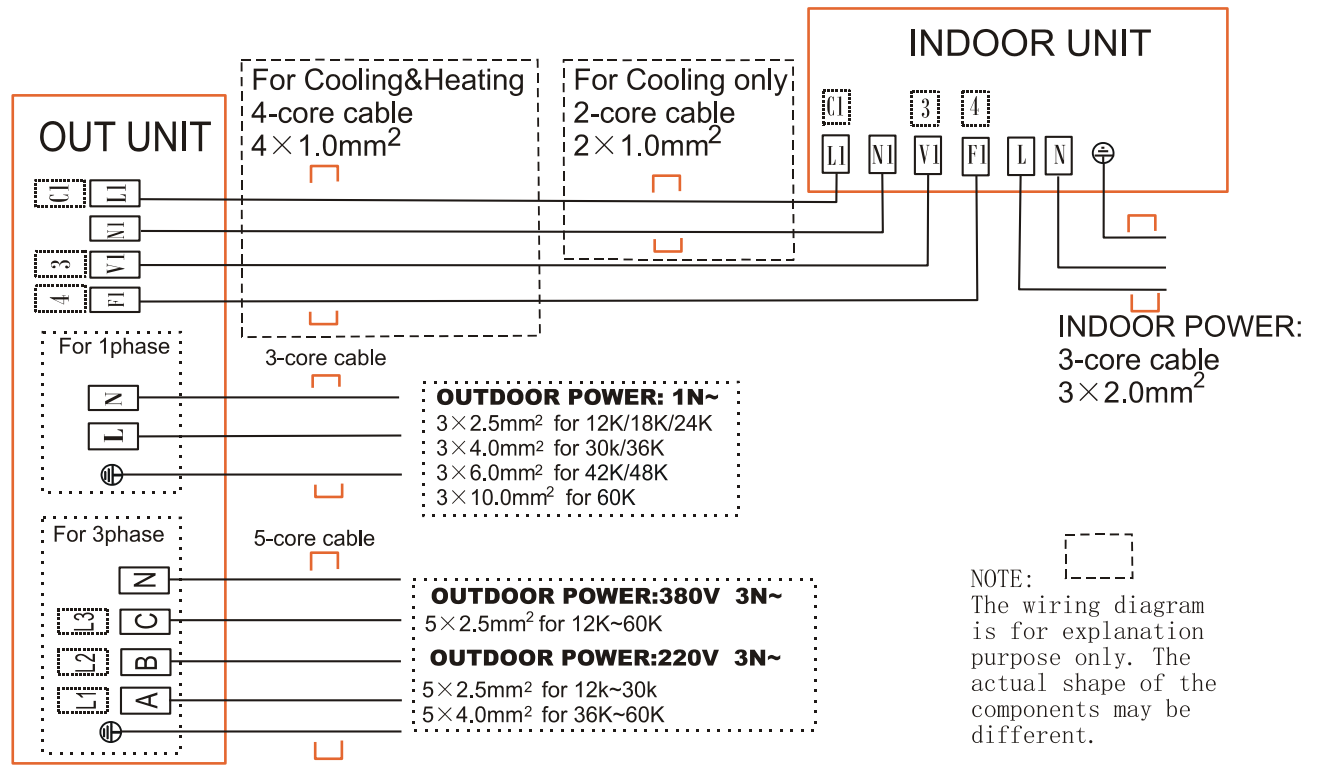 INDOOR UNIT
C1 3 4
L1 N1 V1 F1 L N
For Cooling&Heating
4-core cable
4×1.0mm²
For Cooling only
2-core cable
2×1.0mm²
OUT UNIT
C1 L1
N1
3 V1
4 F1
INDOOR POWER:
3-core cable
3×2.0mm²
For 1phase
3-core cable
N
L
OUTDOOR POWER: 1N~
3×2.5mm² for 12K/18K/24K
3×4.0mm² for 30k/36K
3×6.0mm² for 42K/48K
3×10.0mm² for 60K
For 3phase
5-core cable
N
L3 C
L2 B
L1 A
OUTDOOR POWER:380V 3N~
5×2.5mm² for 12K~60K
OUTDOOR POWER:220V 3N~
5×2.5mm² for 12k~30k
5×4.0mm² for 36K~60K
NOTE:
The wiring diagram
is for explanation
purpose only. The
actual shape of the
components may be
different.